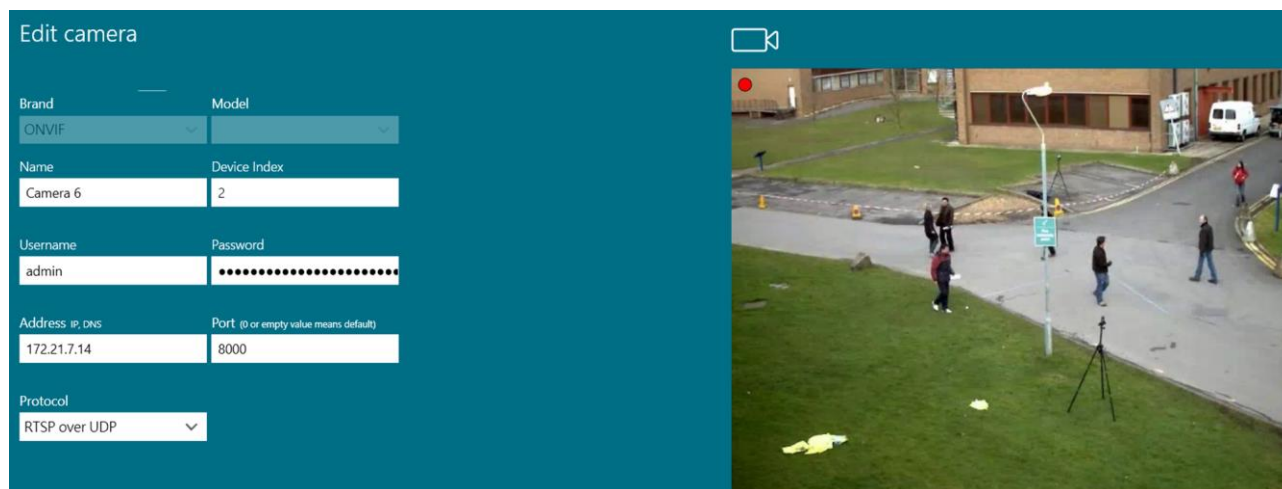 Edit camera
Brand Model
ONVIF
Name Device Index
Camera 6 2
Username Password
admin ●●●●●●●●●●●●●●●●●●●●●●●
Address IP, DNS Port (0 or empty value means default)
172.21.7.14 8000
Protocol
RTSP over UDP